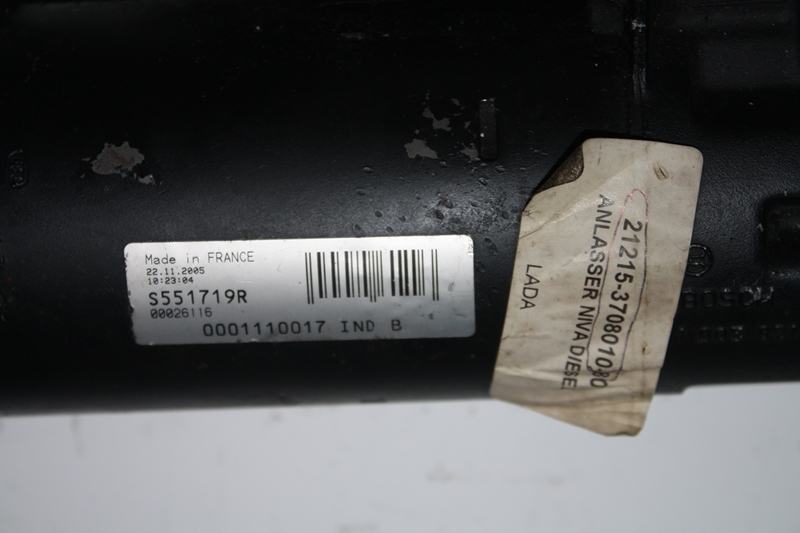 Made in FRANCE
22.11.2005
10:23:04
S551719R
00026116
0001110017 IND B
21215-370801080
ANLASSER NIVA DIESEL
LADA
BOSCH